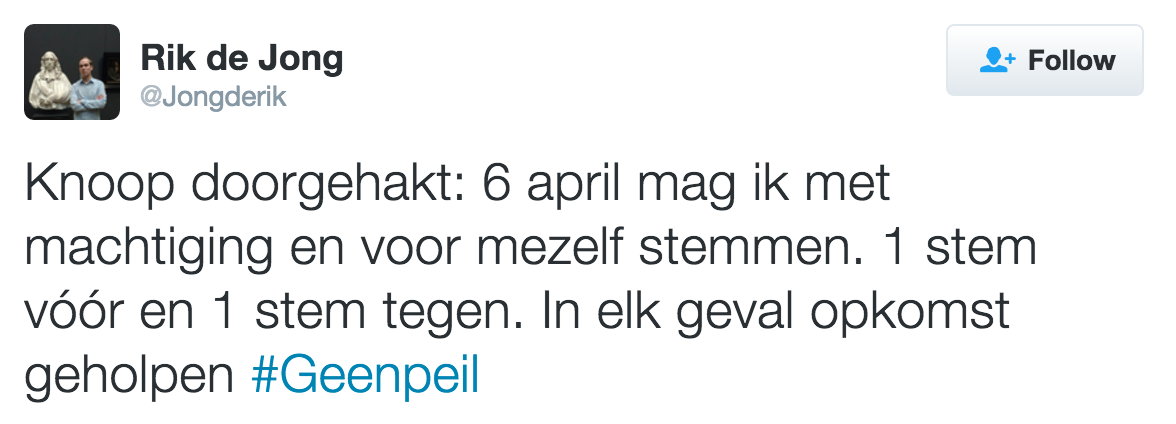 Rik de Jong
@Jongderik
Follow
Knoop doorgehakt: 6 april mag ik met
machtiging en voor mezelf stemmen. 1 stem
vóór en 1 stem tegen. In elk geval opkomst
geholpen #Geenpeil